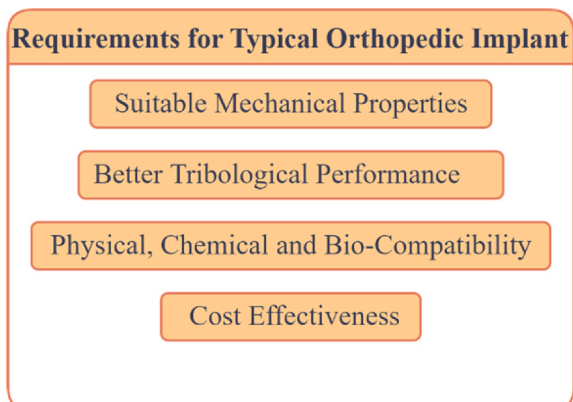 Requirements for Typical Orthopedic Implant
Suitable Mechanical Properties
Better Tribological Performance
Physical, Chemical and Bio-Compatibility
Cost Effectiveness